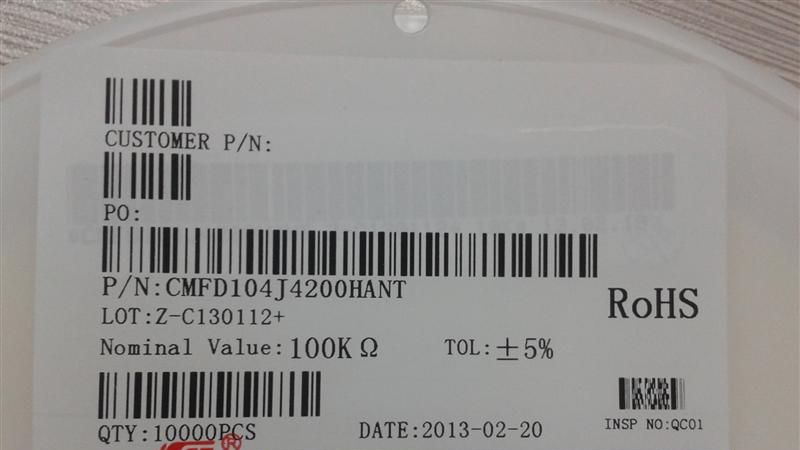 CUSTOMER P/N:
PO:
P/N:CMFD104J4200HANT
RoHS
LOT:Z-C130112+
Nominal Value:100K Ω TOL:±5%
QTY:10000PCS DATE:2013-02-20
INSP NO:QC01
®